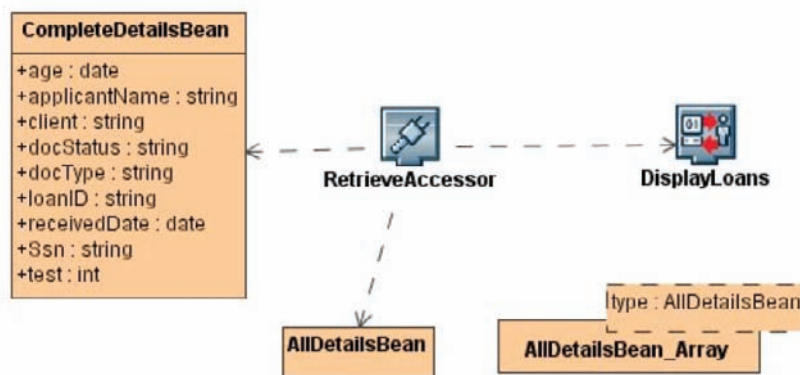 CompleteDetailsBean
+age : date
+applicantName : string
+client : string
+docStatus : string
+docType : string
+loanID : string
+receivedDate : date
+Ssn : string
+test : int
RetrieveAccessor
01
DisplayLoans
AllDetailsBean
type : AllDetailsBean
AllDetailsBean_Array